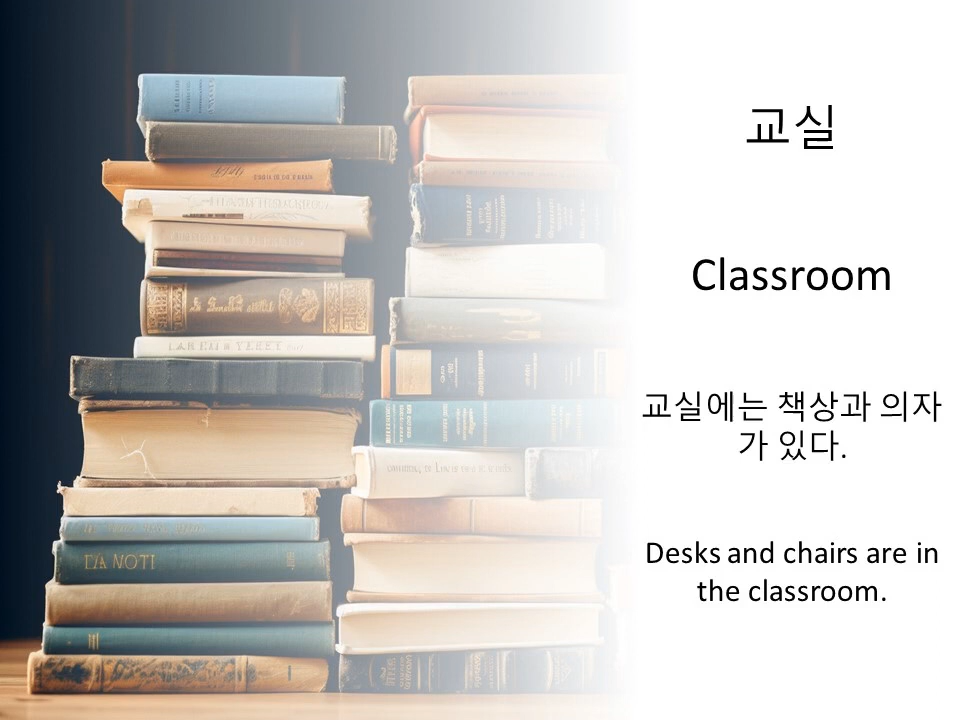 교실
Classroom
교실에는 책상과 의자
가 있다.
Desks and chairs are in
the classroom.